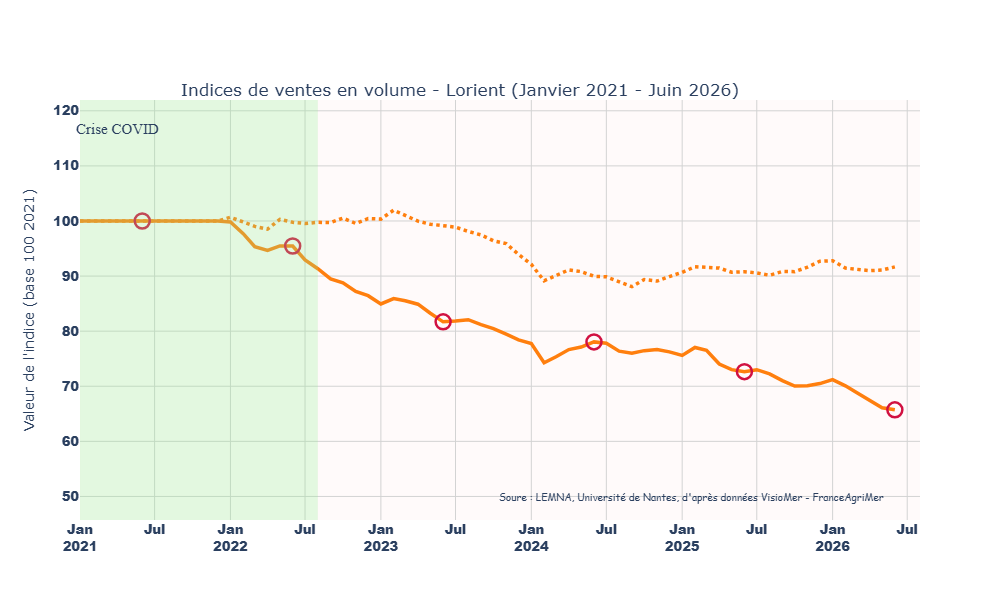 Indices de ventes en volume - Lorient (Janvier 2021 - Juin 2026)
Valeur de l'indice (base 100 2021)
120
110
100
90
80
70
60
50
Crise COVID
Soure : LEMNA, Université de Nantes, d'après données VisioMer - FranceAgriMer
Jan Jul Jan Jul Jan Jul Jan Jul Jan Jul Jan Jul
2021 2022 2023 2024 2025 2026